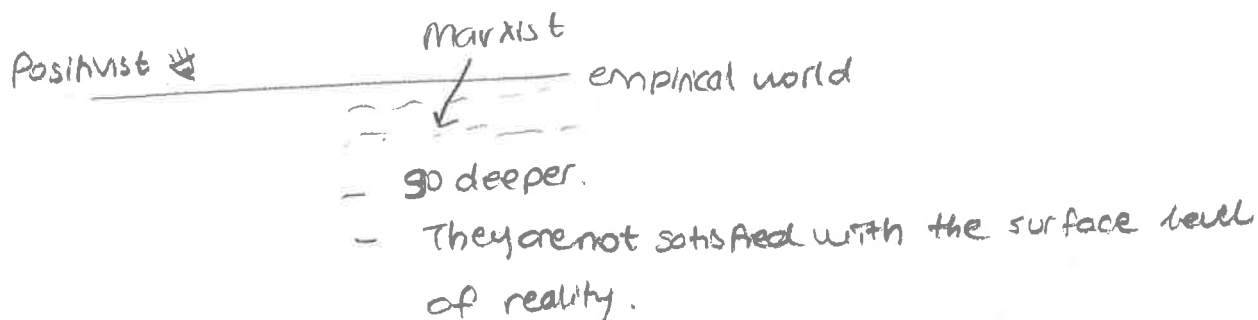 Marxist
Positivist
empirical world
- go deeper.
- They are not satisfied with the surface level
of reality.